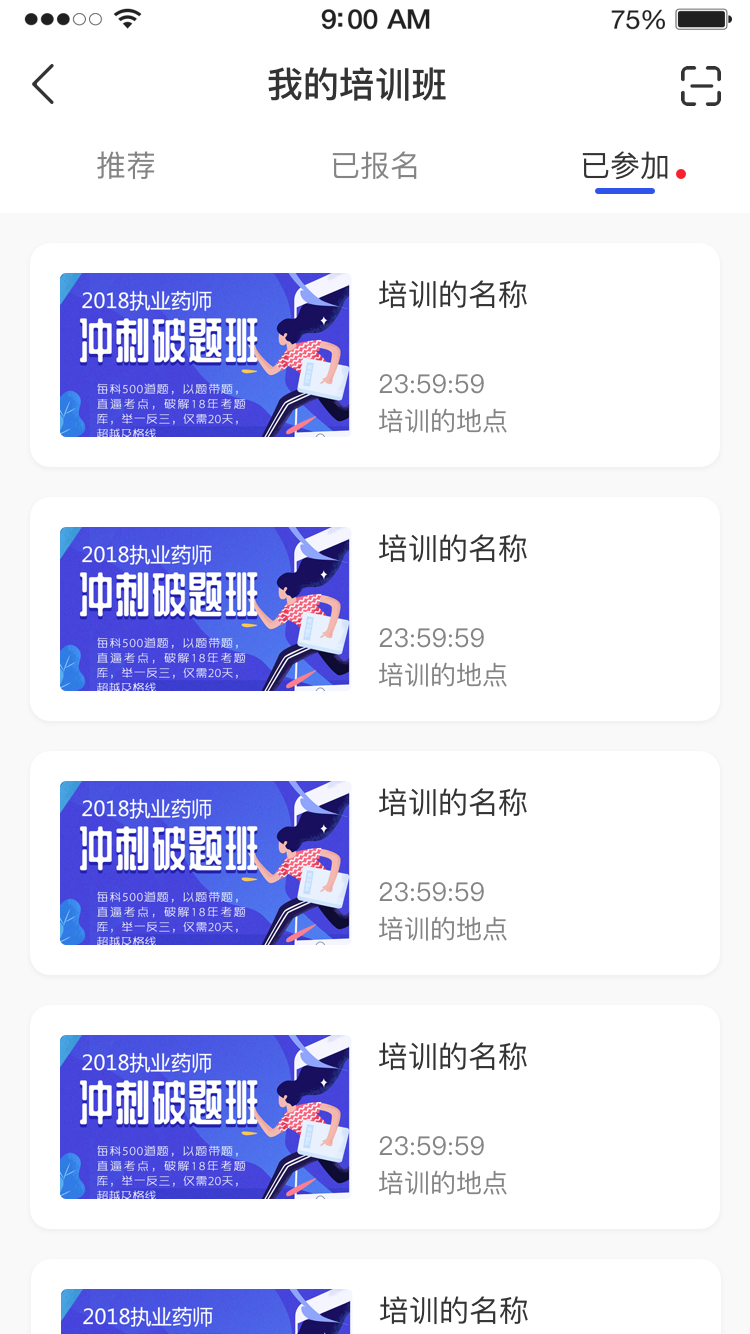 9:00 AM 75%
我的培训班
推荐 已报名 已参加
2018执业药师
冲刺破题班
每科500道题，以题带题，
直逼考点，破解18年考题
库，举一反三，仅需20天，
超越及格线
培训的名称
23:59:59
培训的地点
2018执业药师
冲刺破题班
每科500道题，以题带题，
直逼考点，破解18年考题
库，举一反三，仅需20天，
超越及格线
培训的名称
23:59:59
培训的地点
2018执业药师
冲刺破题班
每科500道题，以题带题，
直逼考点，破解18年考题
库，举一反三，仅需20天，
超越及格线
培训的名称
23:59:59
培训的地点
2018执业药师
冲刺破题班
每科500道题，以题带题，
直逼考点，破解18年考题
库，举一反三，仅需20天，
超越及格线
培训的名称
23:59:59
培训的地点
2018执业药师
培训的名称